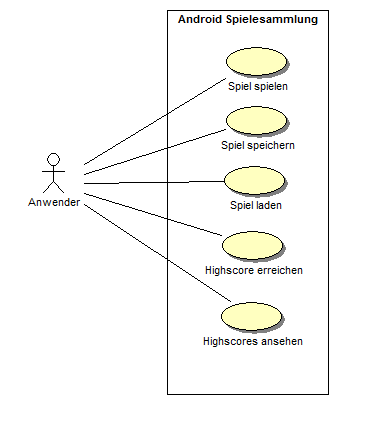 Android Spielesammlung
Spiel spielen
Spiel speichern
Spiel laden
Anwender
Highscore erreichen
Highscores ansehen